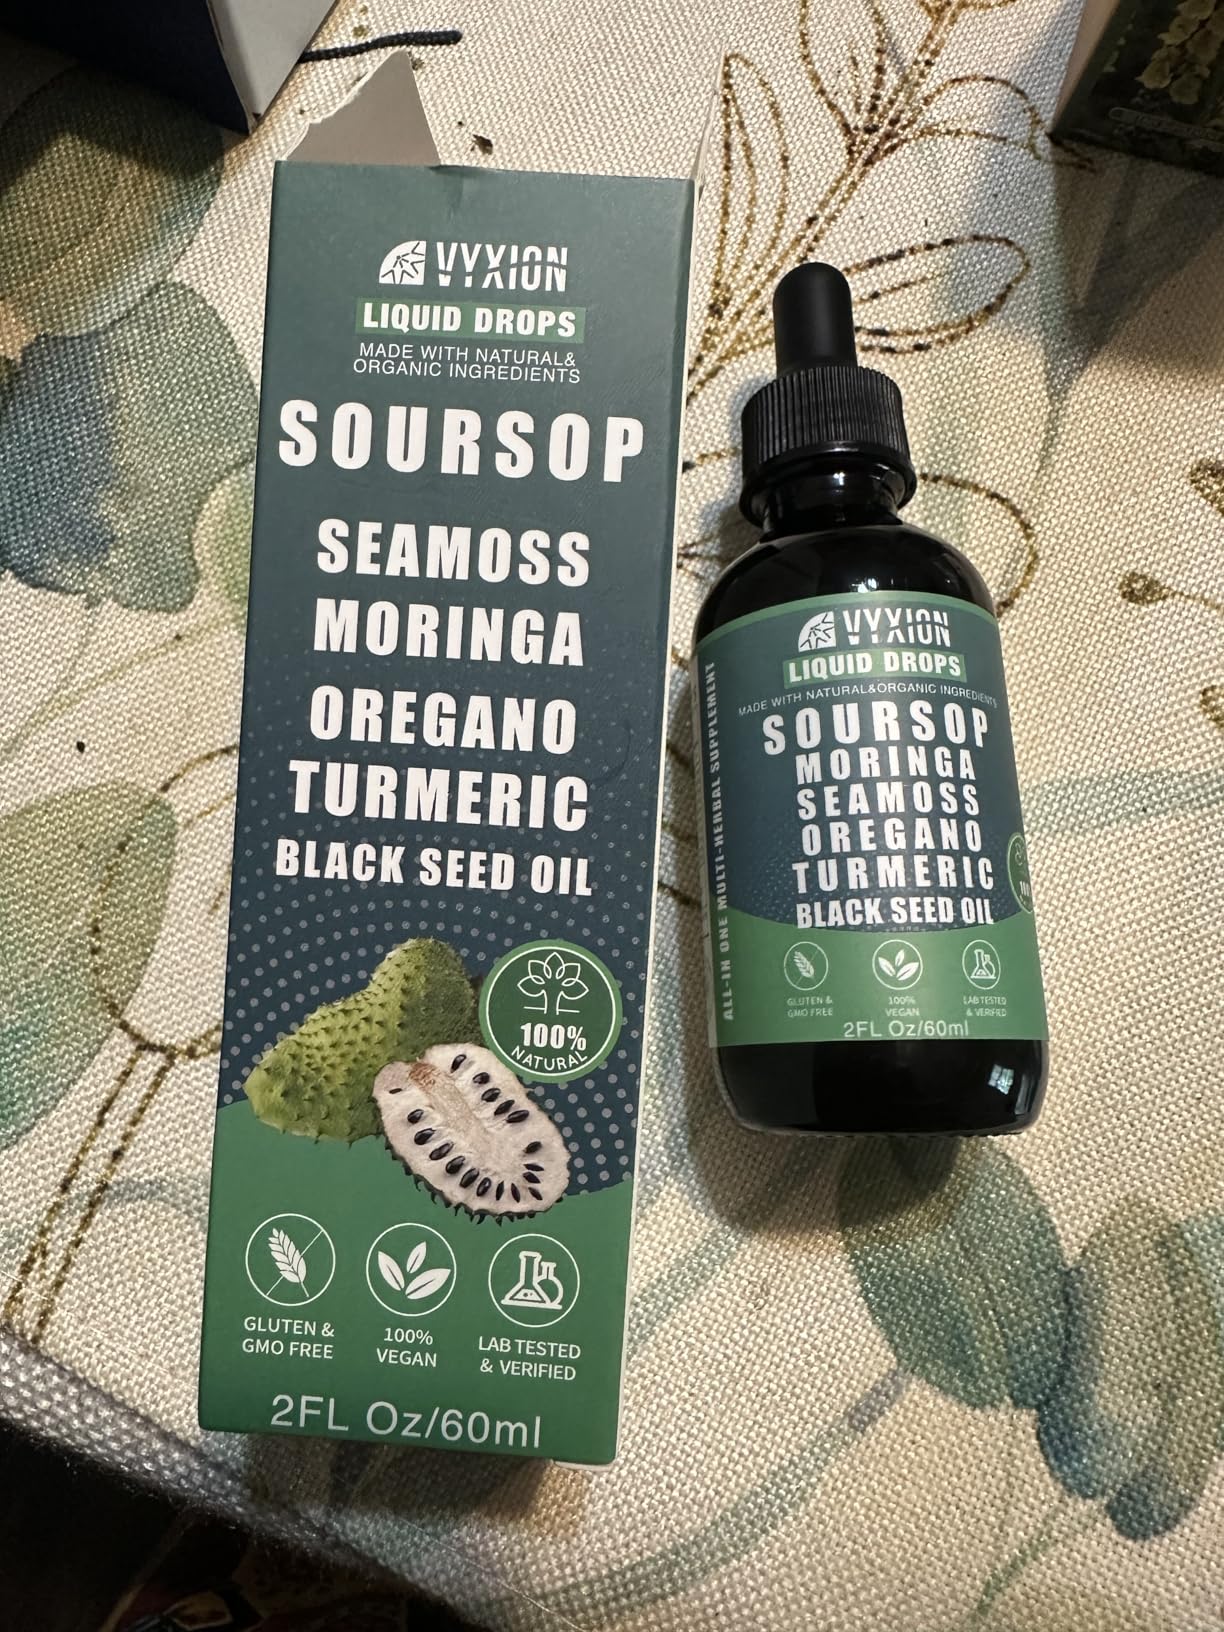 VYXION
LIQUID DROPS
MADE WITH NATURAL&
ORGANIC INGREDIENTS
SOURSOP
SEAMOSS
MORINGA
OREGANO
TURMERIC
BLACK SEED OIL
100%
NATURAL
GLUTEN &
GMO FREE
100%
VEGAN
LAB TESTED
& VERIFIED
2FL Oz/60ml
VYXION
LIQUID DROPS
MADE WITH NATURAL&ORGANIC INGREDIENTS
SOURSOP
MORINGA
SEAMOSS
OREGANO
TURMERIC
BLACK SEED OIL
GLUTEN &
GMO FREE
100%
VEGAN
LAB TESTED
& VERIFIED
2FL Oz/60ml
ALL-IN ONE MULTI-HERBAL SUPPLEMENT